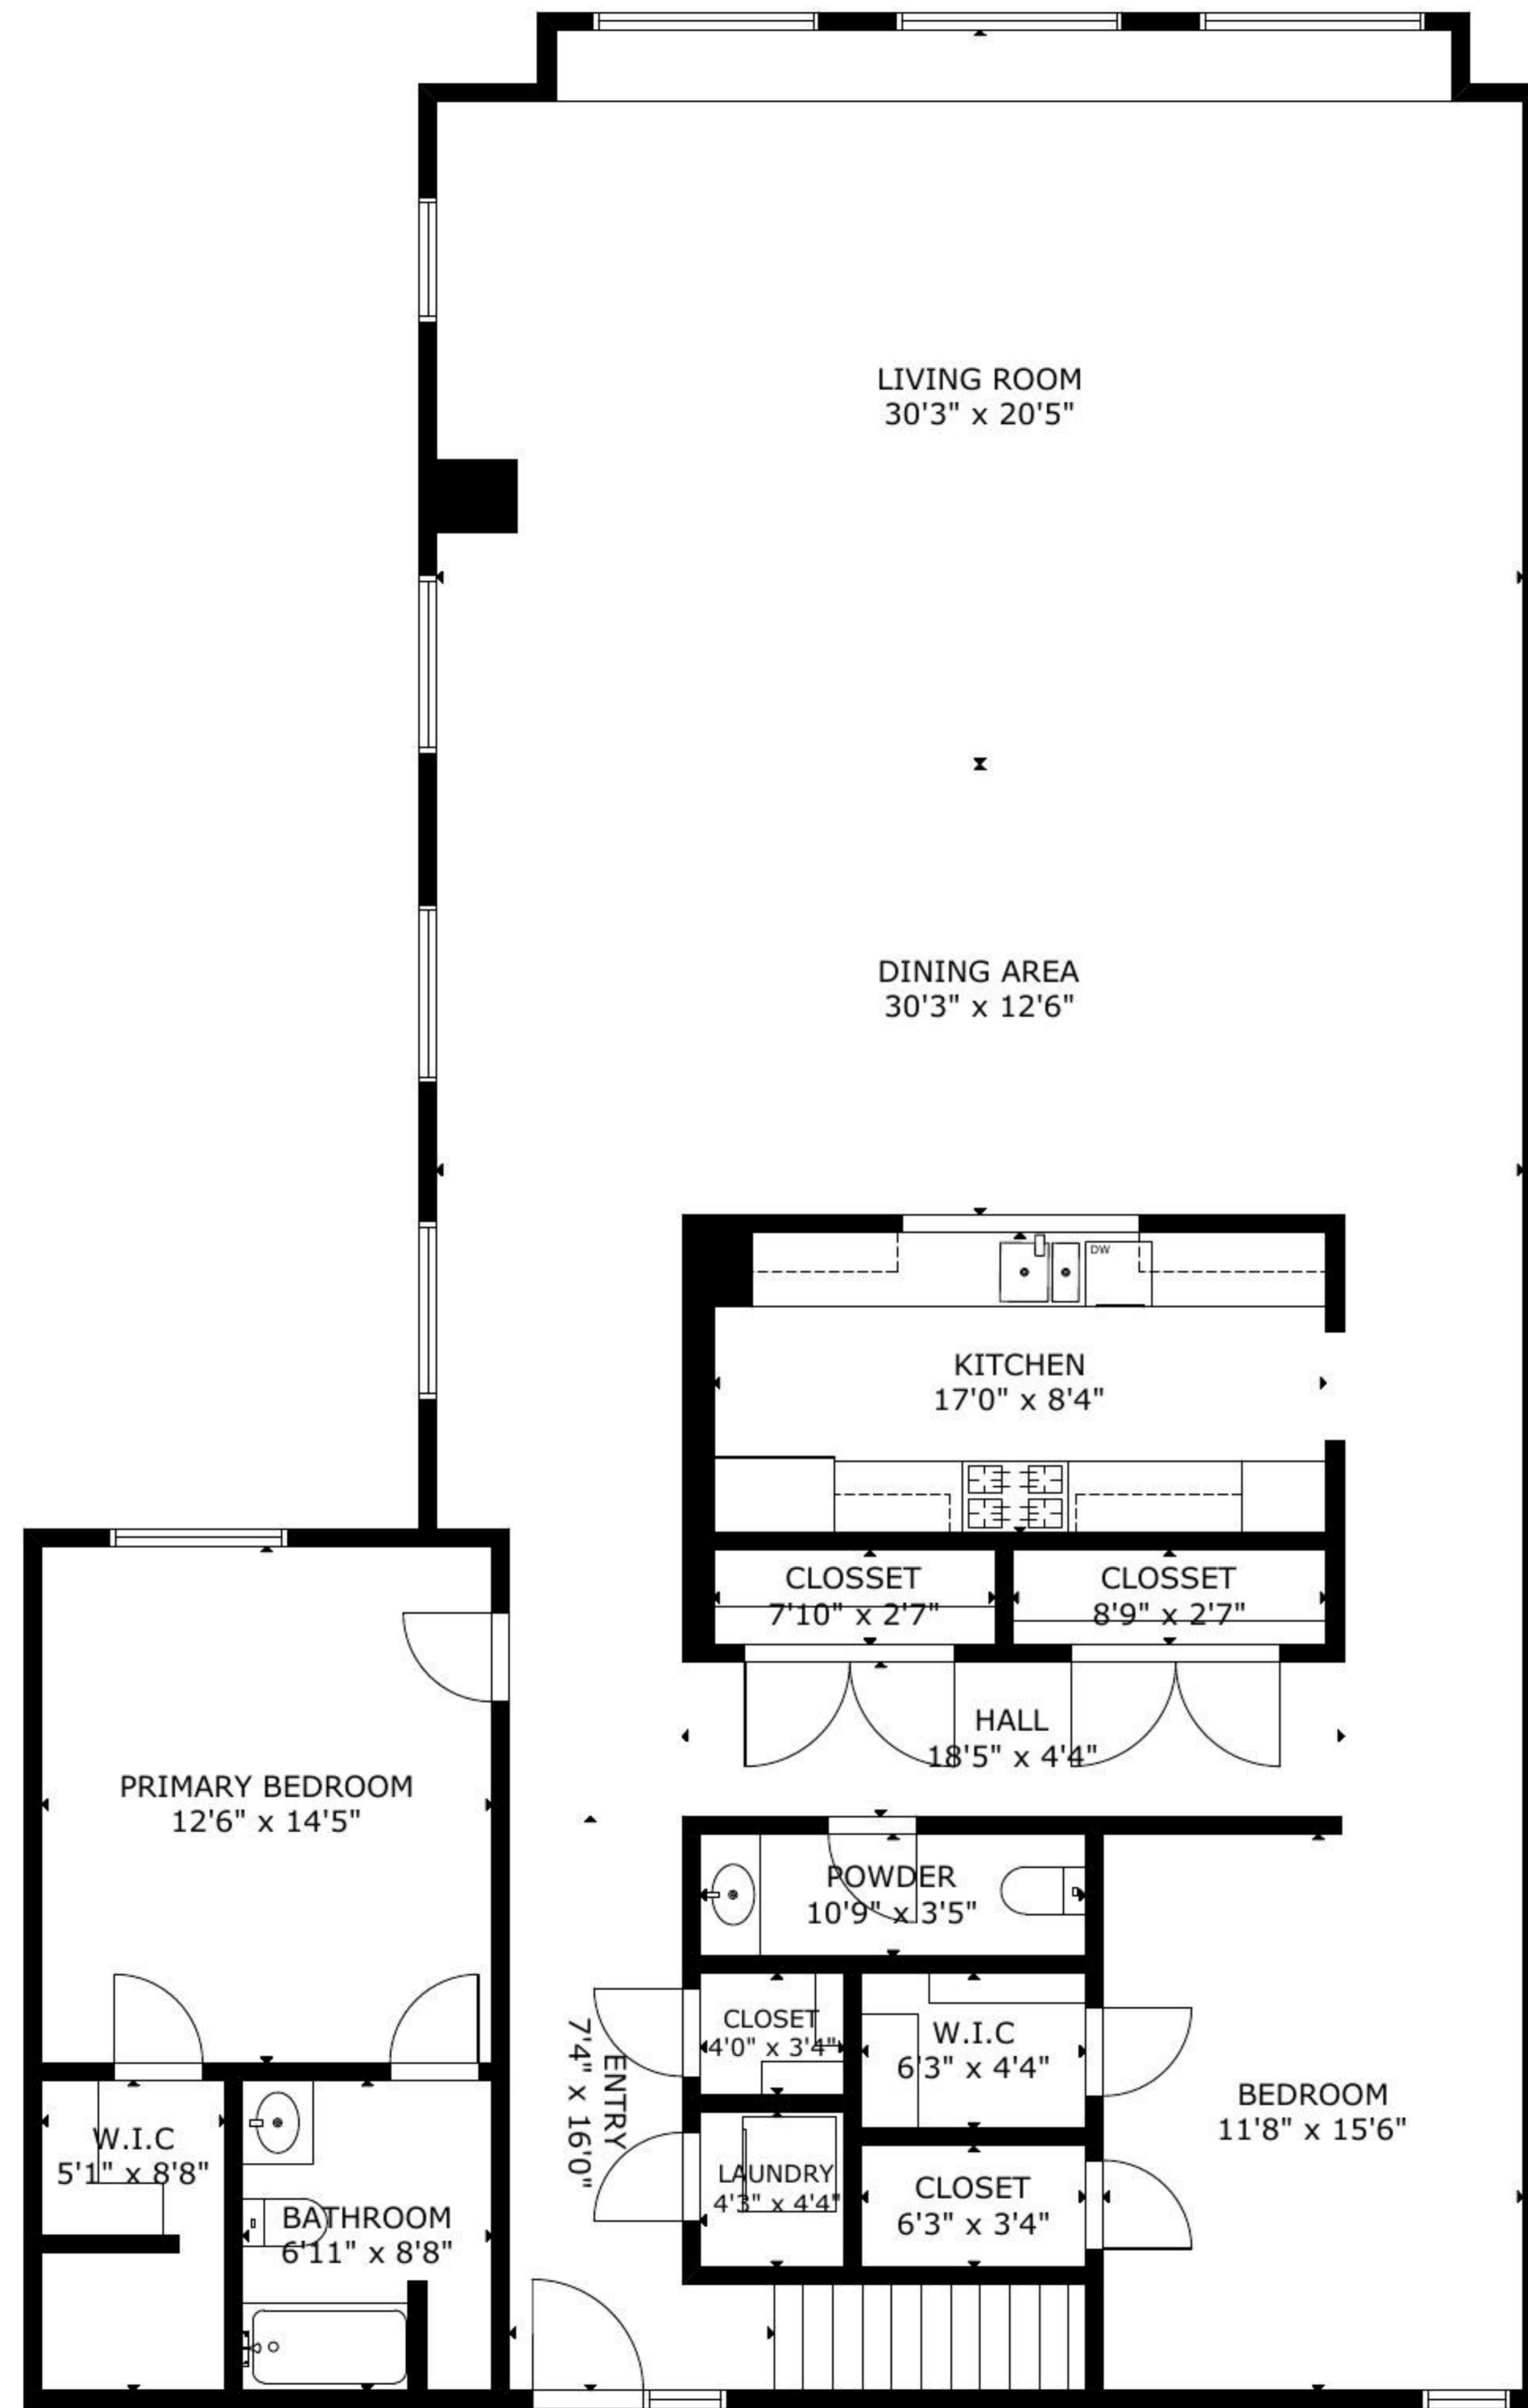 LIVING ROOM
30'3" x 20'5"
DINING AREA
30'3" x 12'6"
DW
KITCHEN
17'0" x 8'4"
CLOSSET
7'10" x 2'7"
CLOSSET
8'9" x 2'7"
HALL
18'5" x 4'4"
PRIMARY BEDROOM
12'6" x 14'5"
POWDER
10'9" x 3'5"
CLOSET
4'0" x 3'4"
W.I.C
6'3" x 4'4"
ENTRY
7'4" x 16'0"
BEDROOM
11'8" x 15'6"
W.I.C
5'1" x 8'8"
LAUNDRY
4'3" x 4'4"
CLOSET
6'3" x 3'4"
BATHROOM
6'11" x 8'8"